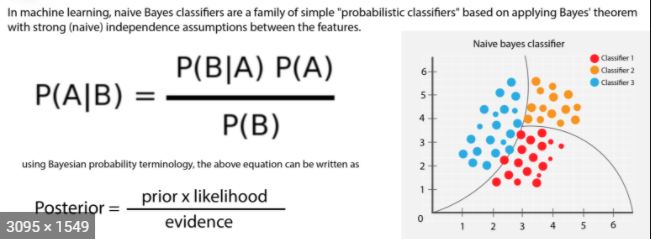 In machine learning, naive Bayes classifiers are a family of simple "probabilistic classifiers" based on applying Bayes' theorem
with strong (naive) independence assumptions between the features.
P(A|B) = P(B|A) P(A)
P(B)
using Bayesian probability terminology, the above equation can be written as
Posterior = prior x likelihood
evidence
3095 × 1549
Naive bayes classifier
Classifier 1
Classifier 2
Classifier 3
6
5
4
3
2
1
0
1 2 3 4 5 6